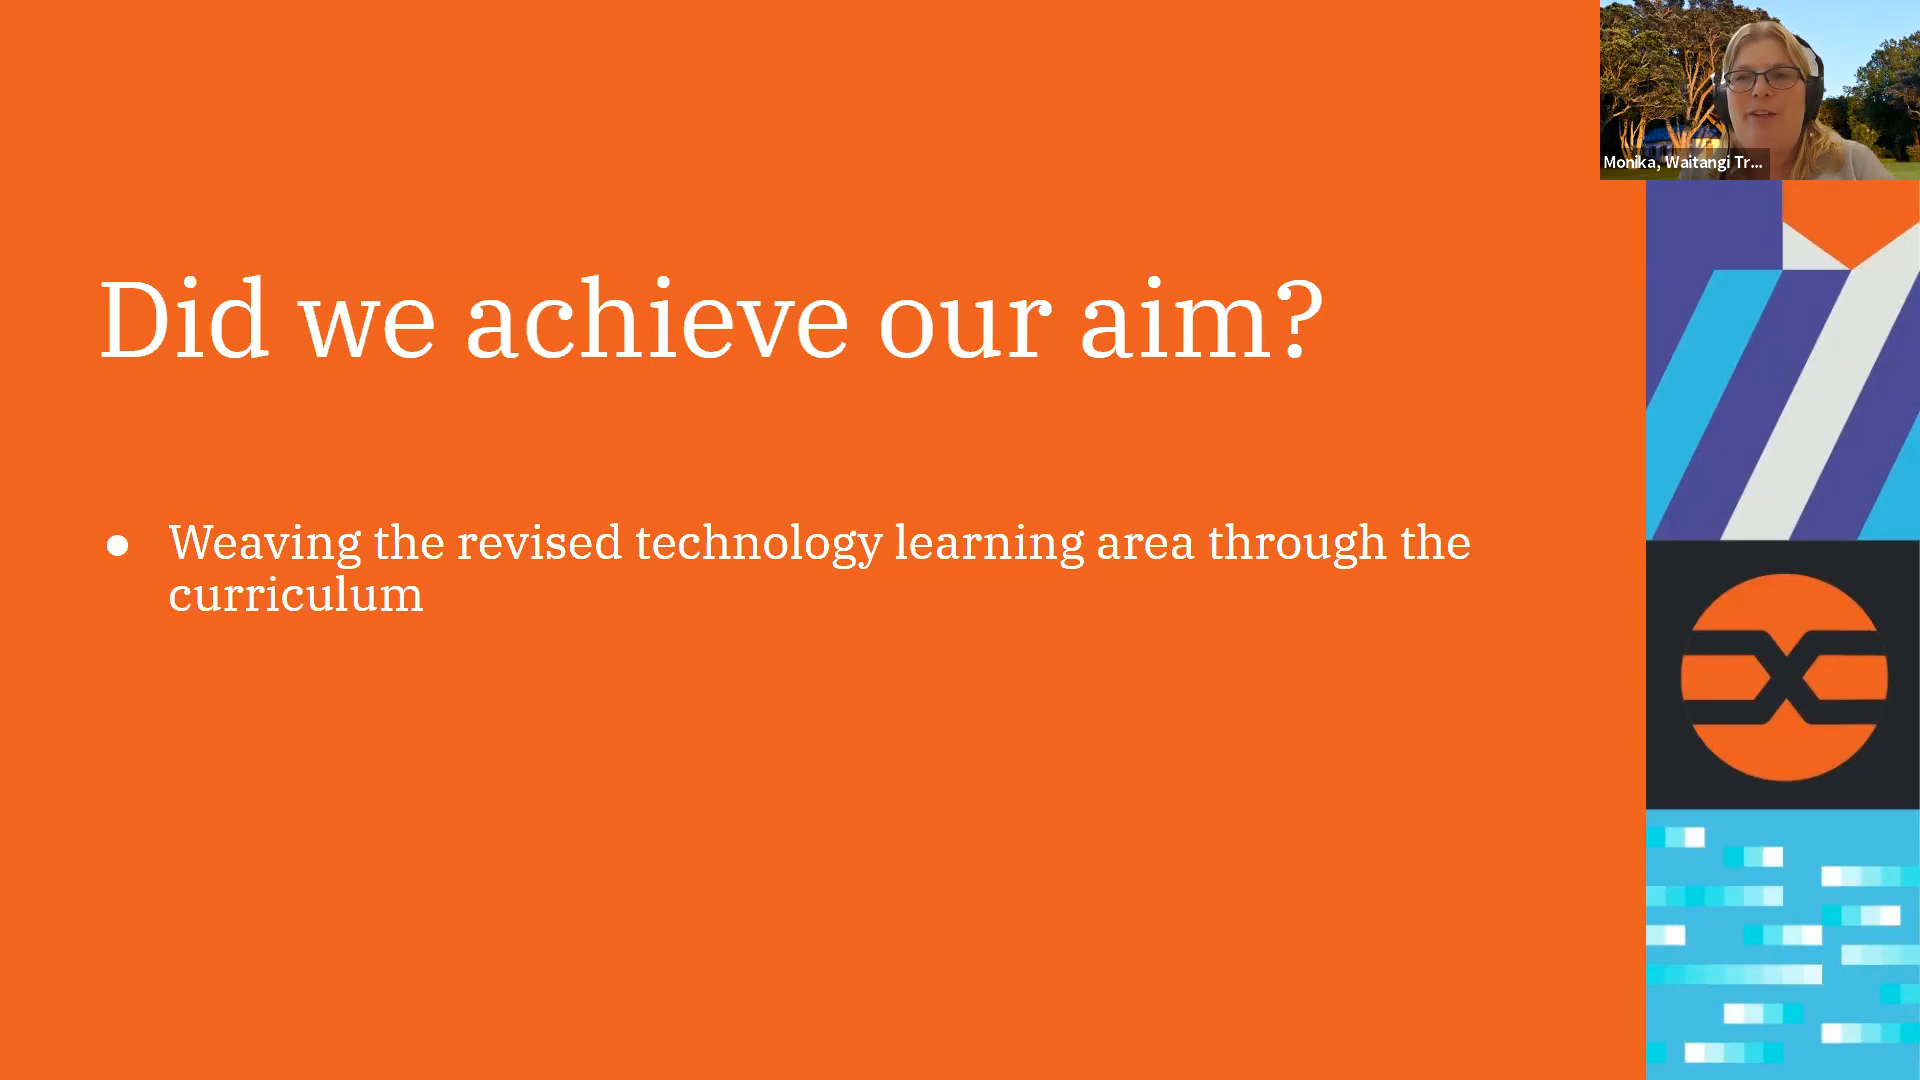 Monika, Waitangi Tr...
Did we achieve our aim?
● Weaving the revised technology learning area through the
curriculum